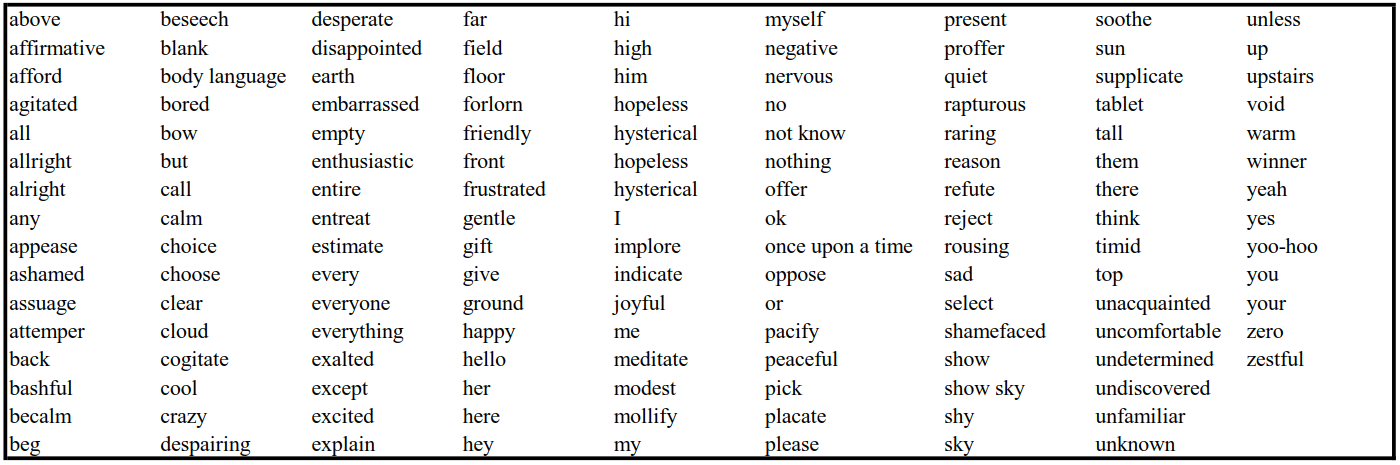 above beseech desperate far hi myself present soothe unless
affirmative blank disappointed field high negative proffer sun up
afford body language earth floor him nervous quiet supplicate upstairs
agitated bored embarrassed forlorn hopeless no rapturous tablet void
all bow empty friendly hysterical not know raring tall warm
allright but enthusiastic front hopeless nothing reason them winner
alright call entire frustrated hysterical offer refute there yeah
any calm entreat gentle I ok reject think yes
appease choice estimate gift implore once upon a time rousing timid yoo-hoo
ashamed choose every give indicate oppose sad top you
assuage clear everyone ground joyful or select unacquainted your
attemper cloud everything happy me pacify shamefaced uncomfortable zero
back cogitate exalted hello meditate peaceful show undetermined zestful
bashful cool except her modest pick show sky undiscovered
becalm crazy excited here mollify placate shy unfamiliar
beg despairing explain hey my please sky unknown